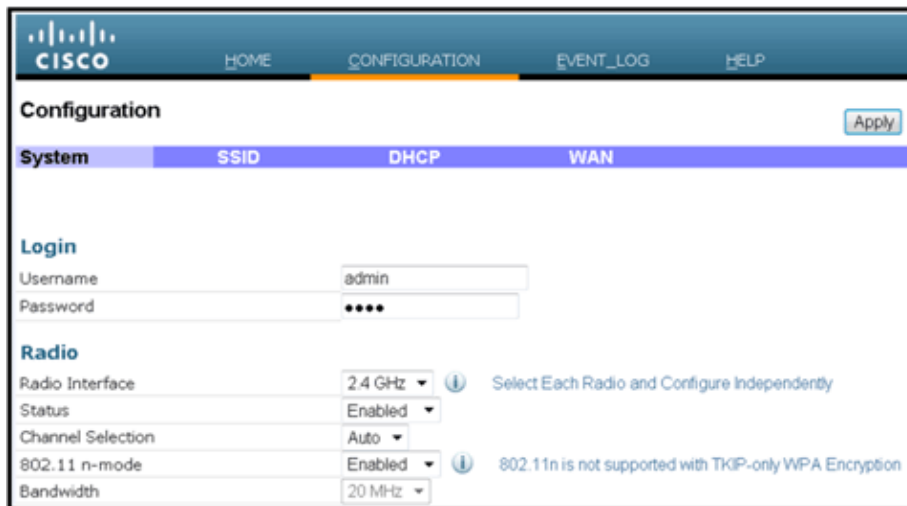 CISCO
HOME CONFIGURATION EVENT_LOG HELP
Configuration
Apply
System SSID DHCP WAN
Login
Username admin
Password ••••
Radio
Radio Interface 2.4 GHz Select Each Radio and Configure Independently
Status Enabled
Channel Selection Auto
802.11 n-mode Enabled 802.11n is not supported with TKIP-only WPA Encryption
Bandwidth 20 MHz